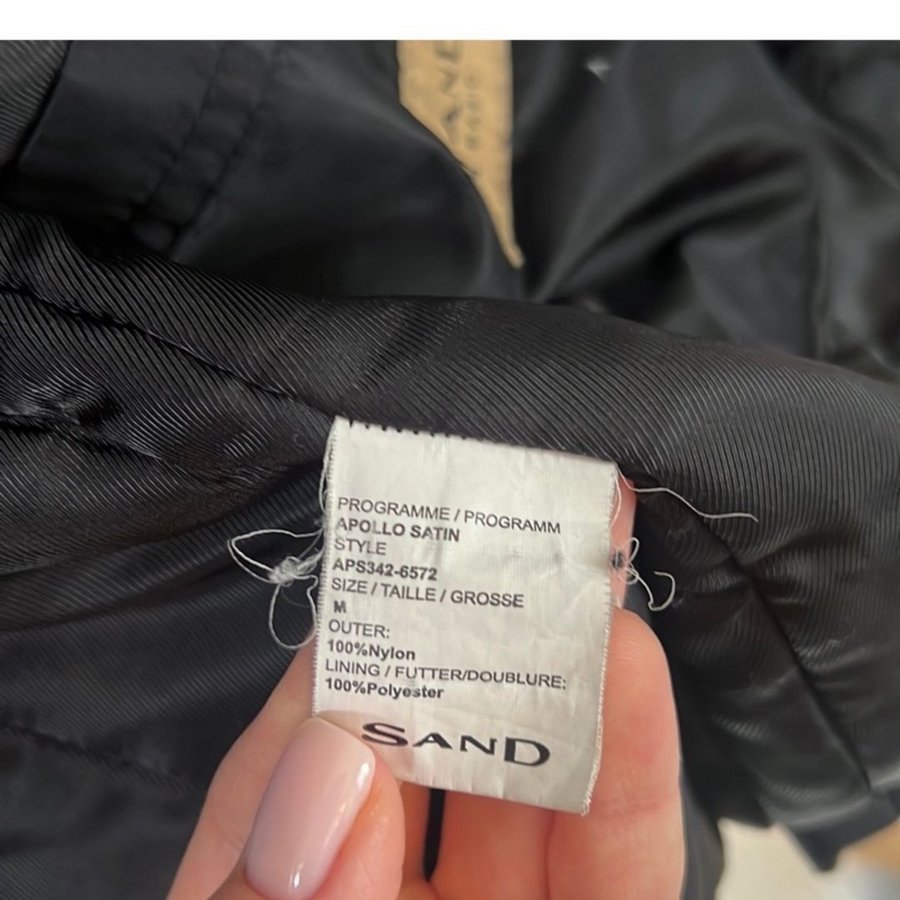 PROGRAMME / PROGRAMM
APOLLO SATIN
STYLE
APS342-6572
SIZE / TAILLE / GROSSE
M
OUTER:
100%Nylon
LINING / FUTTER/DOUBLURE:
100%Polyester
SAND